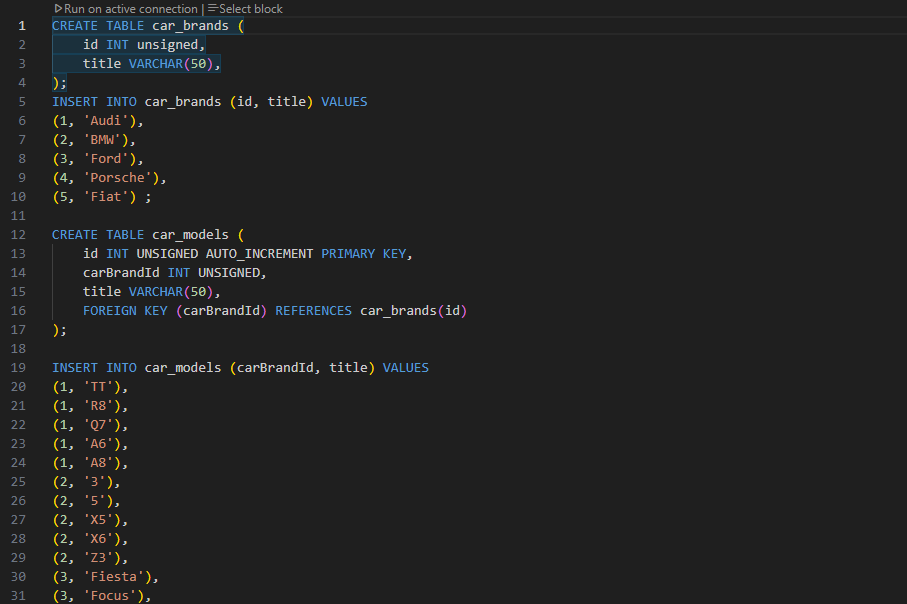 Run on active connection | Select block
1 CREATE TABLE car_brands (
2 id INT unsigned,
3 title VARCHAR(50),
4 );
5 INSERT INTO car_brands (id, title) VALUES
6 (1, 'Audi'),
7 (2, 'BMW'),
8 (3, 'Ford'),
9 (4, 'Porsche'),
10 (5, 'Fiat') ;
11
12 CREATE TABLE car_models (
13 id INT UNSIGNED AUTO_INCREMENT PRIMARY KEY,
14 carBrandId INT UNSIGNED,
15 title VARCHAR(50),
16 FOREIGN KEY (carBrandId) REFERENCES car_brands(id)
17 );
18
19 INSERT INTO car_models (carBrandId, title) VALUES
20 (1, 'TT'),
21 (1, 'R8'),
22 (1, 'Q7'),
23 (1, 'A6'),
24 (1, 'A8'),
25 (2, '3'),
26 (2, '5'),
27 (2, 'X5'),
28 (2, 'X6'),
29 (2, 'Z3'),
30 (3, 'Fiesta'),
31 (3, 'Focus'),